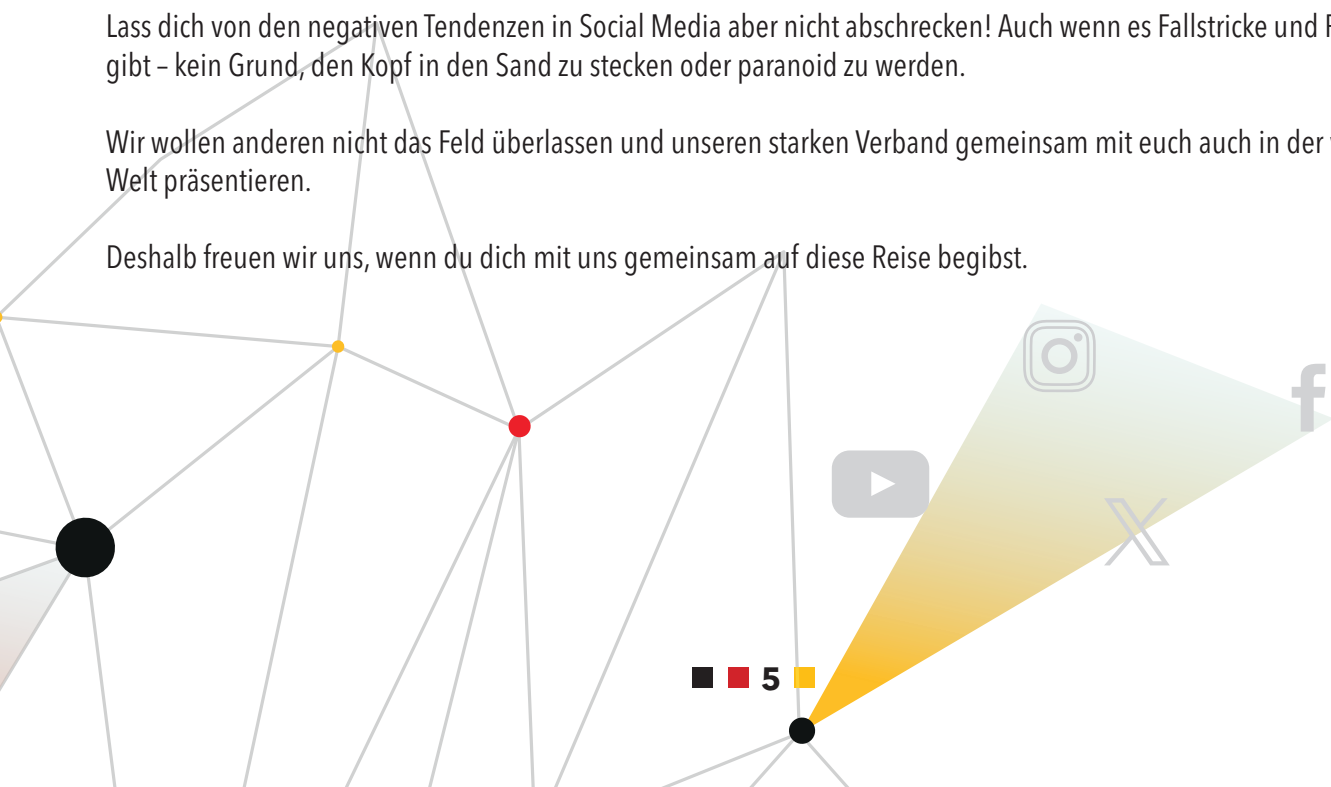 Lass dich von den negativen Tendenzen in Social Media aber nicht abschrecken! Auch wenn es Fallstricke und
gibt – kein Grund, den Kopf in den Sand zu stecken oder paranoid zu werden.
Wir wollen anderen nicht das Feld überlassen und unseren starken Verband gemeinsam mit euch auch in der
Welt präsentieren.
Deshalb freuen wir uns, wenn du dich mit uns gemeinsam auf diese Reise begibst.
5